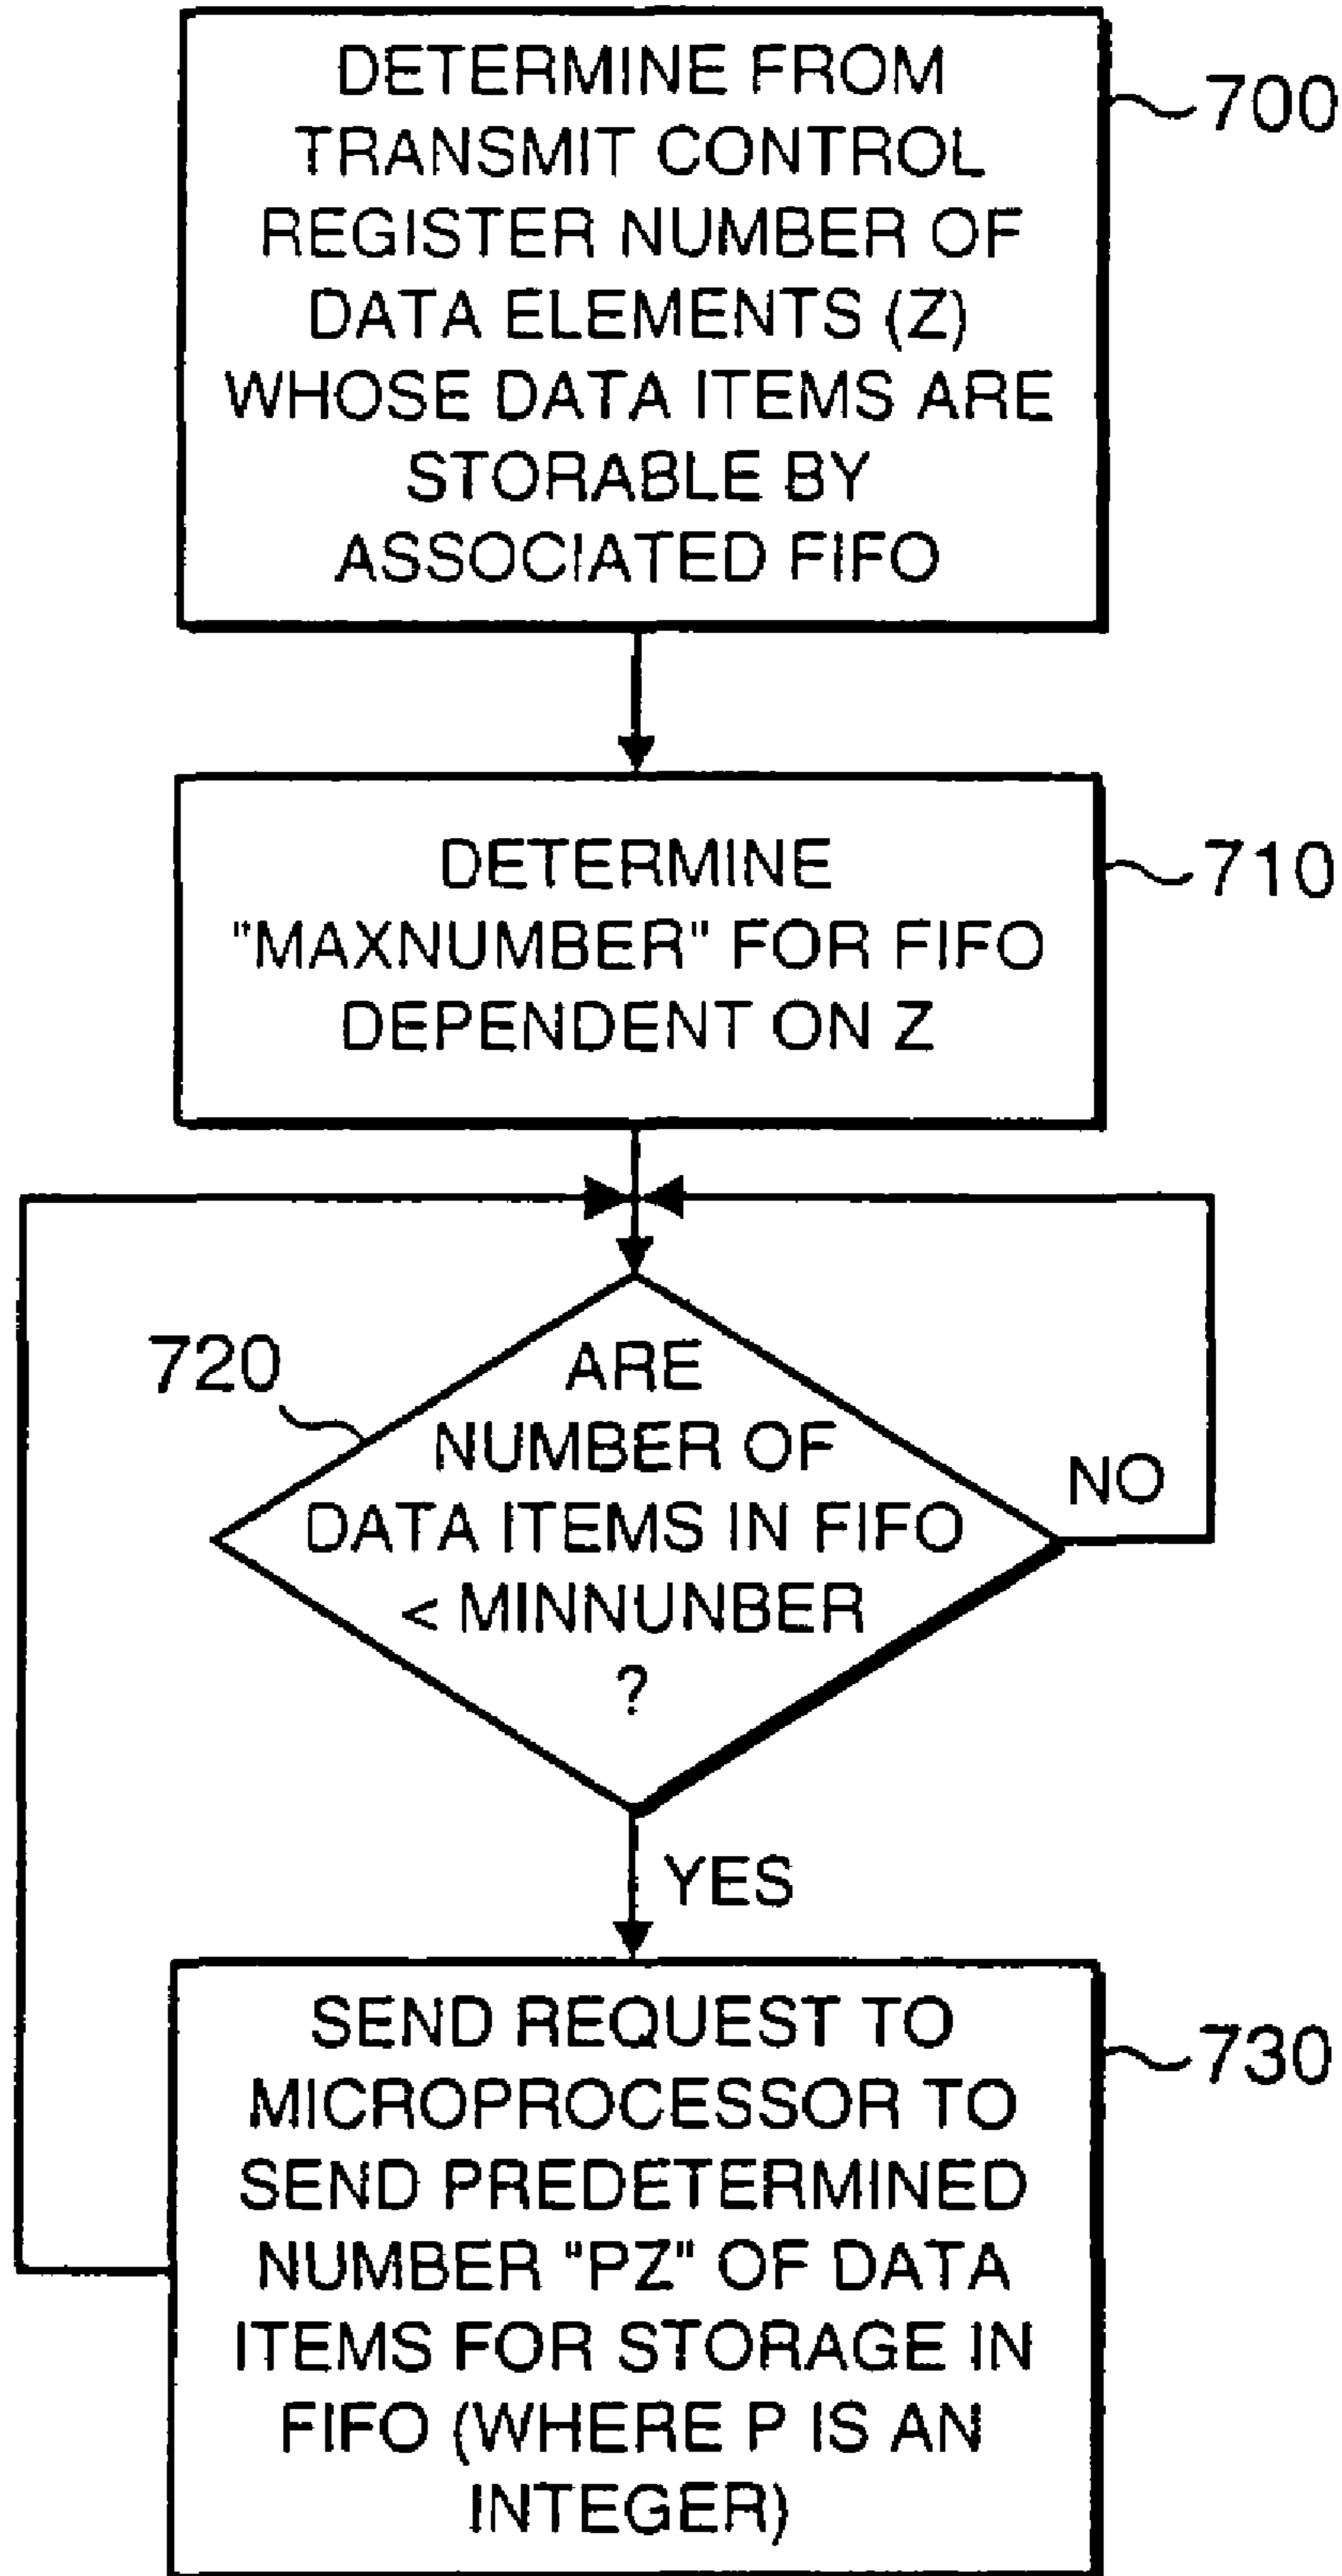 DETERMINE FROM
TRANSMIT CONTROL
REGISTER NUMBER OF
DATA ELEMENTS (Z)
WHOSE DATA ITEMS ARE
STORABLE BY
ASSOCIATED FIFO
700
DETERMINE
"MAXNUMBER" FOR FIFO
DEPENDENT ON Z
710
720
ARE
NUMBER OF
DATA ITEMS IN FIFO
< MINNUNBER
?
NO
YES
SEND REQUEST TO
MICROPROCESSOR TO
SEND PREDETERMINED
NUMBER "PZ" OF DATA
ITEMS FOR STORAGE IN
FIFO (WHERE P IS AN
INTEGER)
730